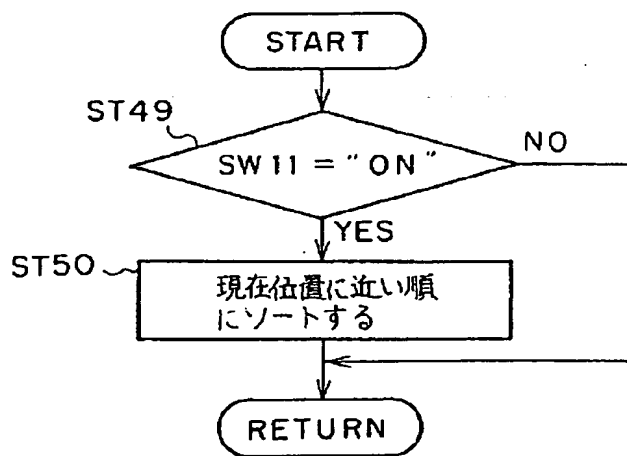 START
ST49
SW11="ON"
NO
YES
ST50
現在位置に近い順
にソートする
RETURN